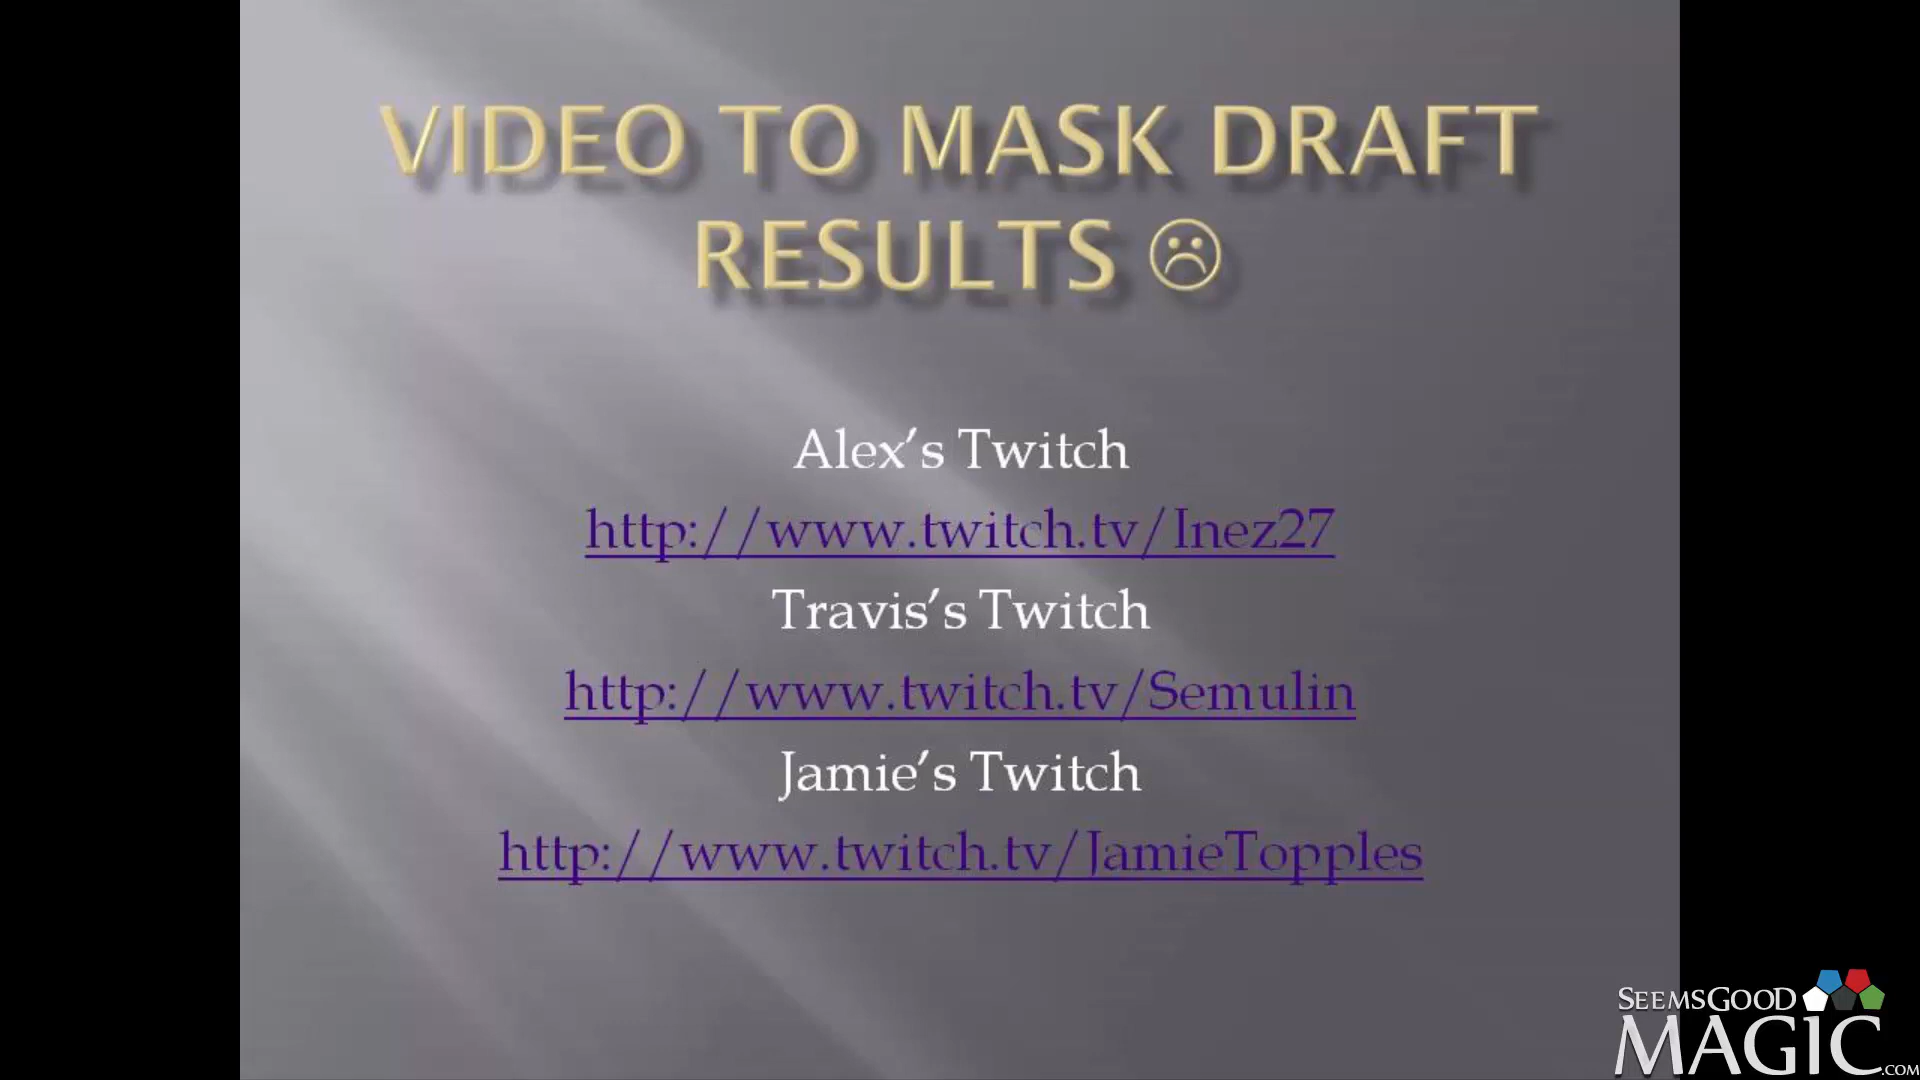 VIDEO TO MASK DRAFT
RESULTS ☹
Alex’s Twitch
http://www.twitch.tv/Inez27
Travis’s Twitch
http://www.twitch.tv/Semulin
Jamie’s Twitch
http://www.twitch.tv/JamieTopples
SEEMSGOOD
MAGIC.COM